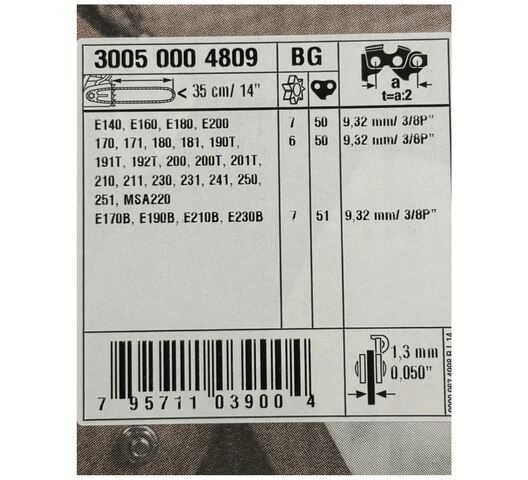 3005 000 4809 BG
< 35 cm/ 14" a
t=a:2
E140, E160, E180, E200 7 50 9,32 mm/ 3/8P"
170, 171, 180, 181, 190T 6 50 9,32 mm/ 3/8P"
191T, 192T, 200, 200T, 201T,
210, 211, 230, 231, 241, 250,
251, MSA220
E170B, E190B, E210B, E230B 7 51 9,32 mm/ 3/8P"
1,3 mm
0,050"
7 95711 03900 4